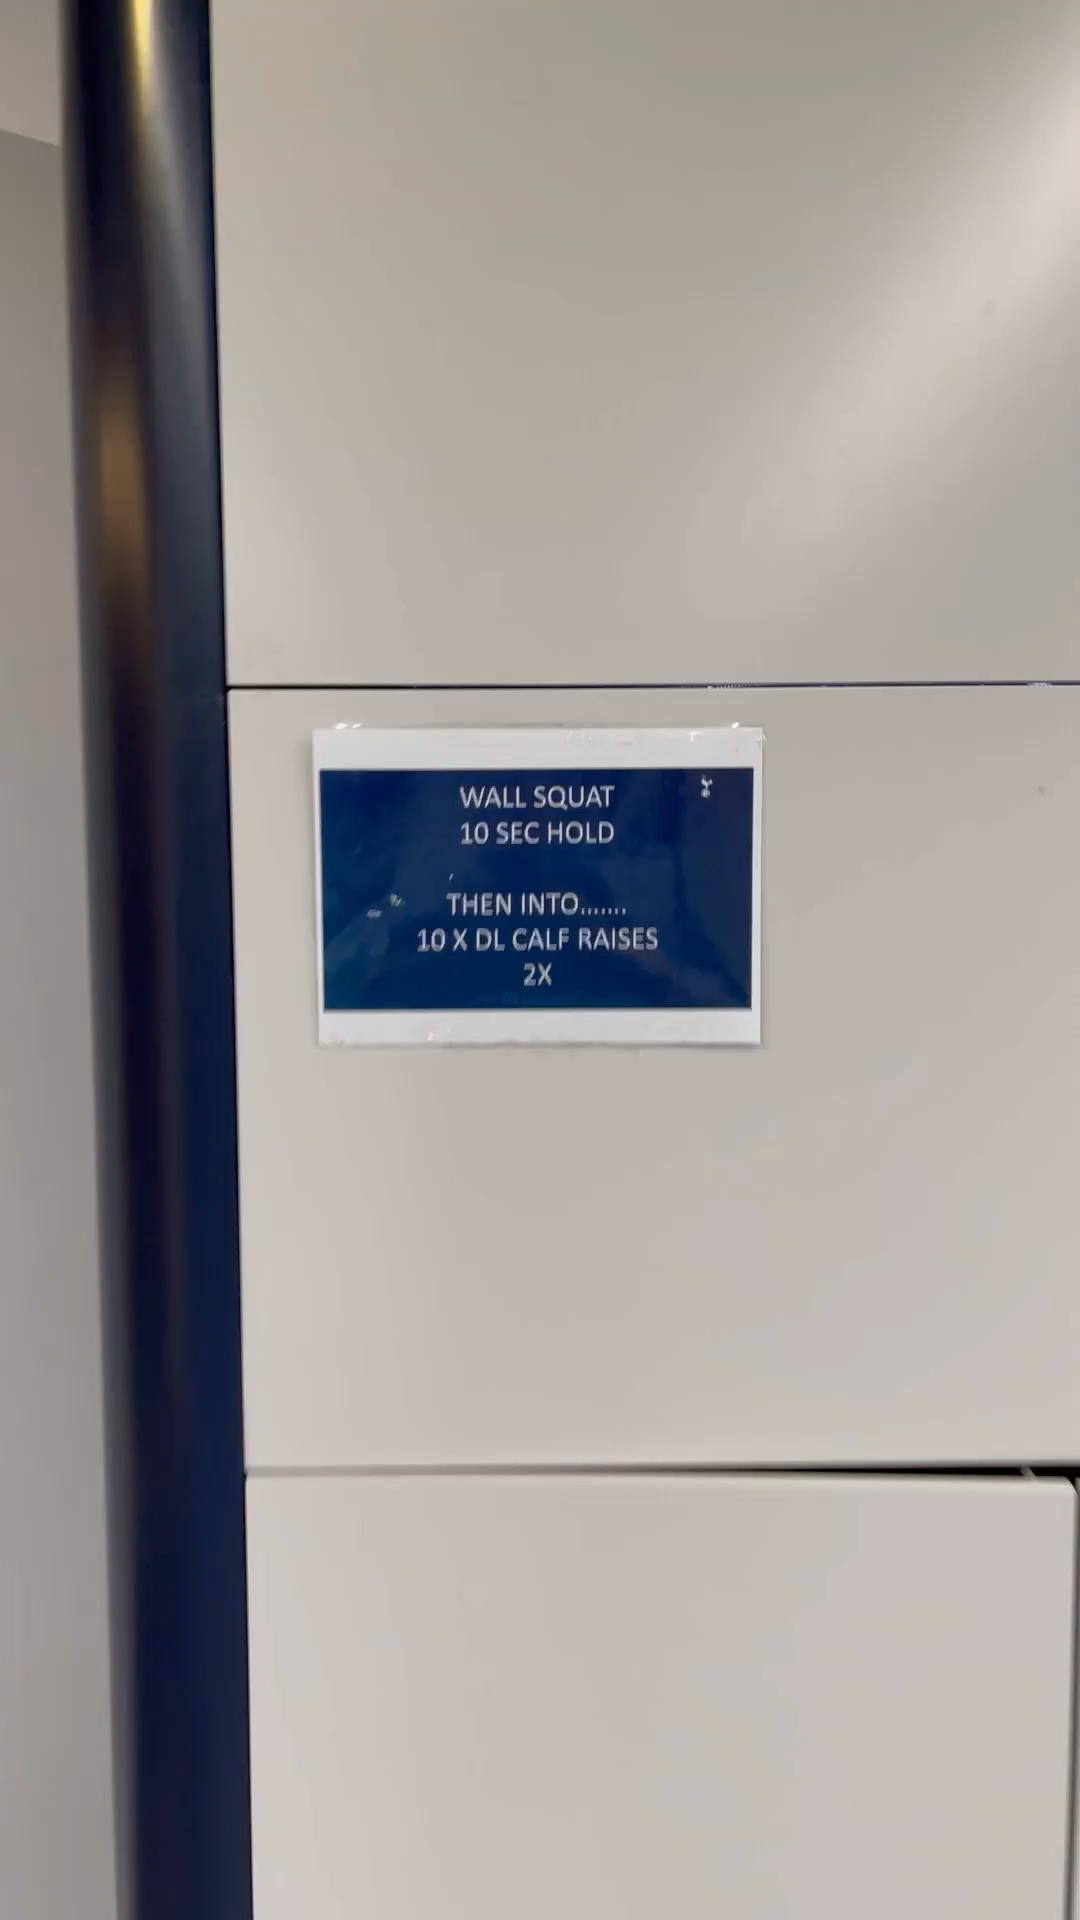 WALL SQUAT
10 SEC HOLD
THEN INTO.......
10 X DL CALF RAISES
2X